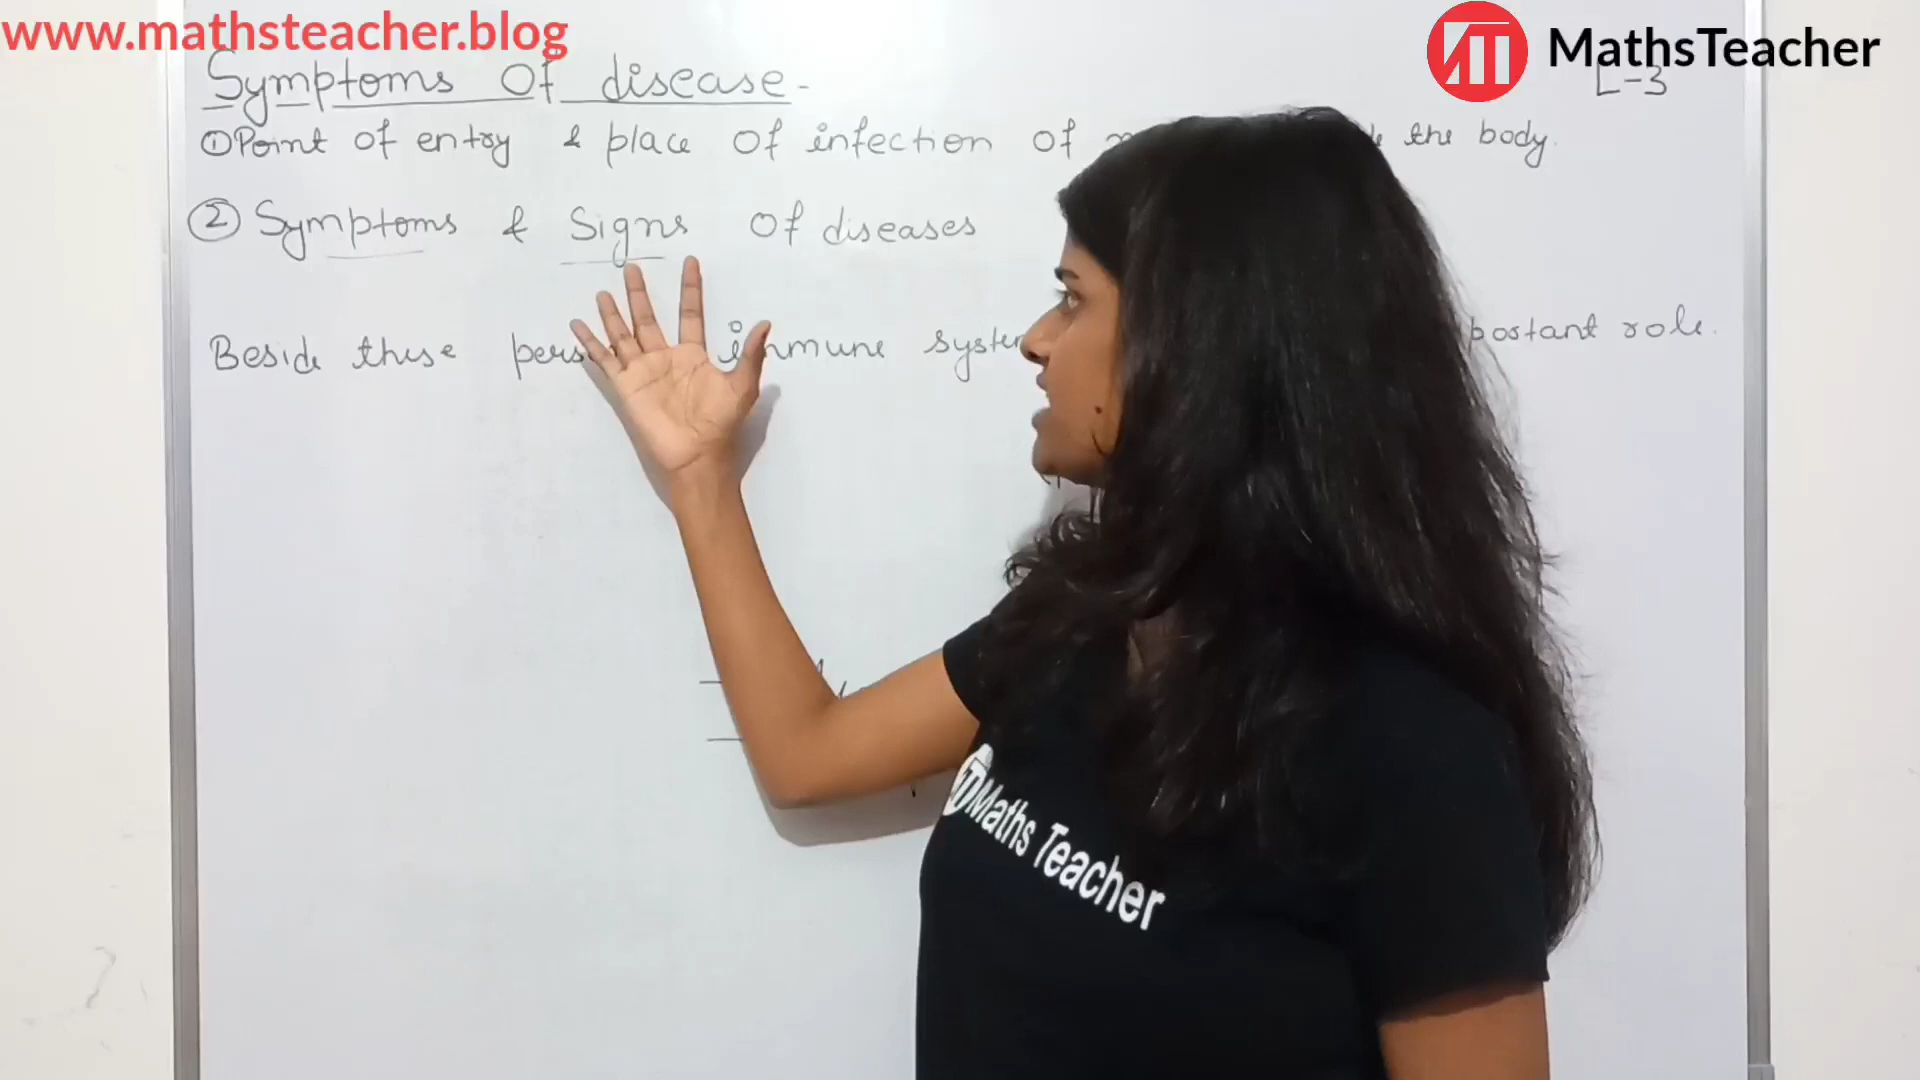 www.mathsteacher.blog
MathsTeacher
Symptoms Of disease-
L-3
①Point of entry & place of infection of the body.
② Symptoms & Signs Of diseases
Beside these immune role.
Maths Teacher